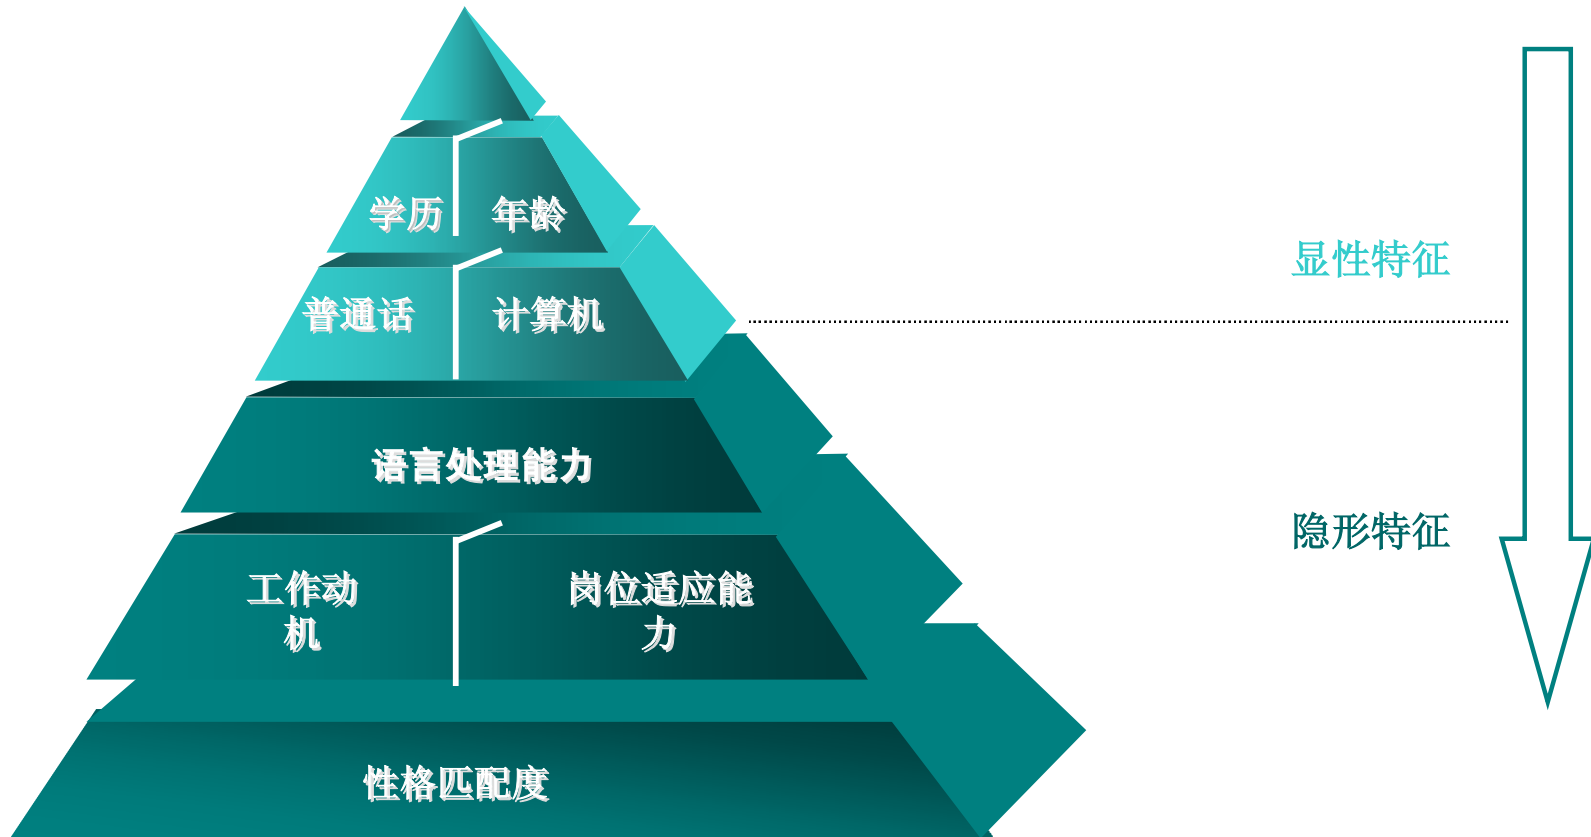 学历 年龄
显性特征
普通话 计算机
语言处理能力
隐形特征
工作动
机
岗位适应能
力
性格匹配度